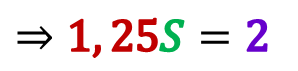 ⇒ 1,25S = 2